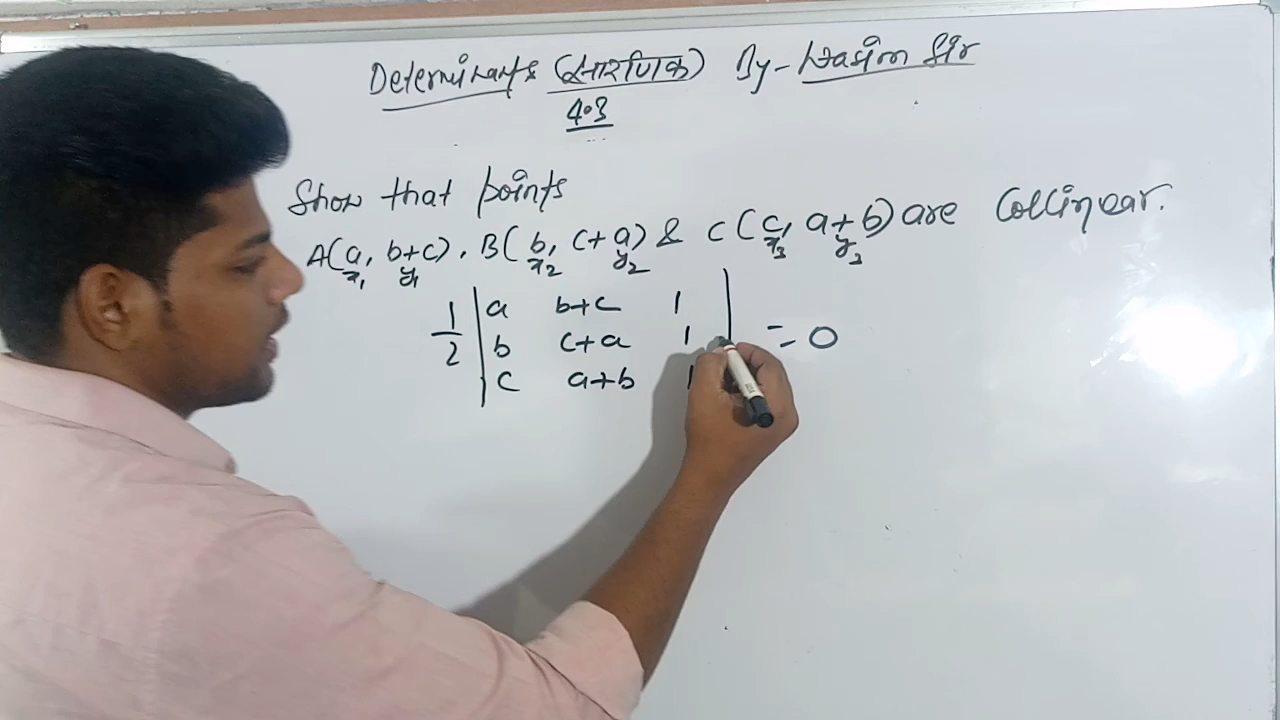 Determinants (सारणिक) By - Wasim Sir
4.3
Show that points
A(a, b+c), B(b, c+a) & C(c, a+b) are Collinear.
x₁ y₁ x₂ y₂ x₃ y₃
1/2 | a b+c 1 |
| b c+a 1 | = 0
| c a+b 1 |